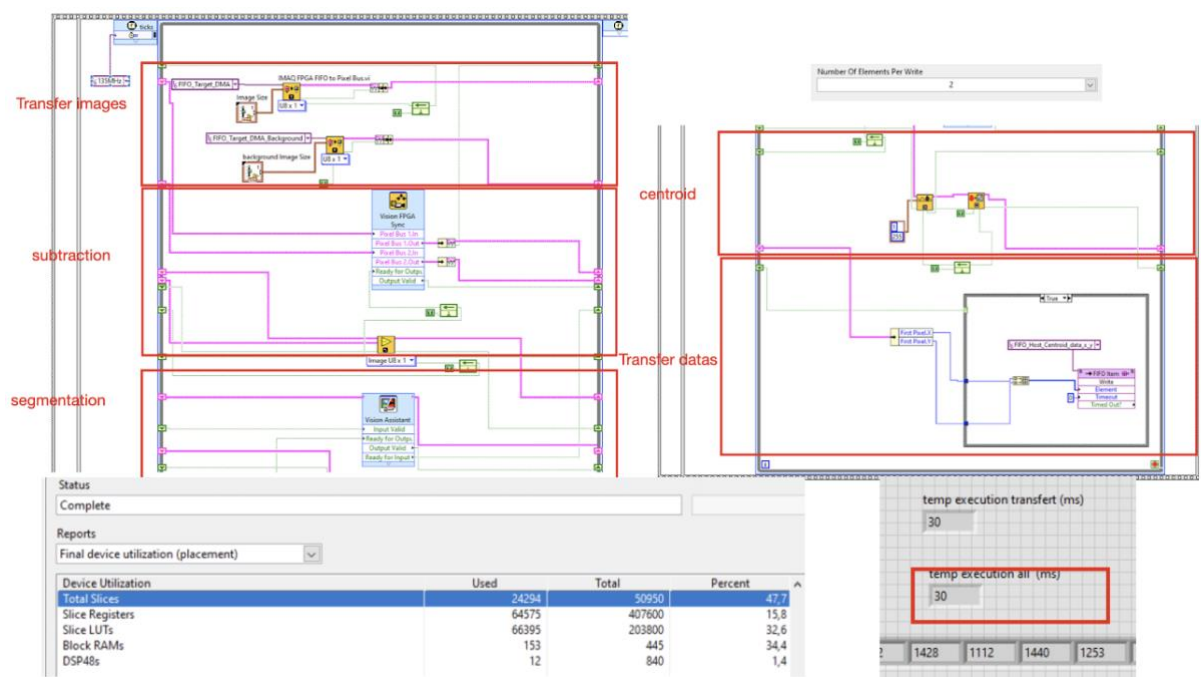 ticks
135MHz
Transfer images
FIFO_Target_DMA
IMAQ FPGA FIFO to Pixel Bus.vi
Image Size
U8 x 1
FIFO_Target_DMA_Background
background Image Size
U8 x 1
subtraction
Vision FPGA
Sync
Pixel Bus 1.In
Pixel Bus 1.Out
Pixel Bus 2.In
Pixel Bus 2.Out
Ready for Outpu.
Output Valid
Image U8 x 1
segmentation
Vision Assistant
Input Valid
Ready for Outpu.
Output Valid
Ready for Input
Number Of Elements Per Write
2
centroid
Transfer datas
True
First Pixel.X
First Pixel.Y
FIFO_Host_Centroid_data_x_y
FIFO Item
Write
Element
Timeout
Timed Out?
Status
Complete
Reports
Final device utilization (placement)
Device Utilization Used Total Percent
Total Slices 24294 50950 47,7
Slice Registers 64575 407600 15,8
Slice LUTs 66395 203800 32,6
Block RAMs 153 445 34,4
DSP48s 12 840 1,4
temp execution transfert (ms)
30
temp execution all (ms)
30
1428 1112 1440 1253